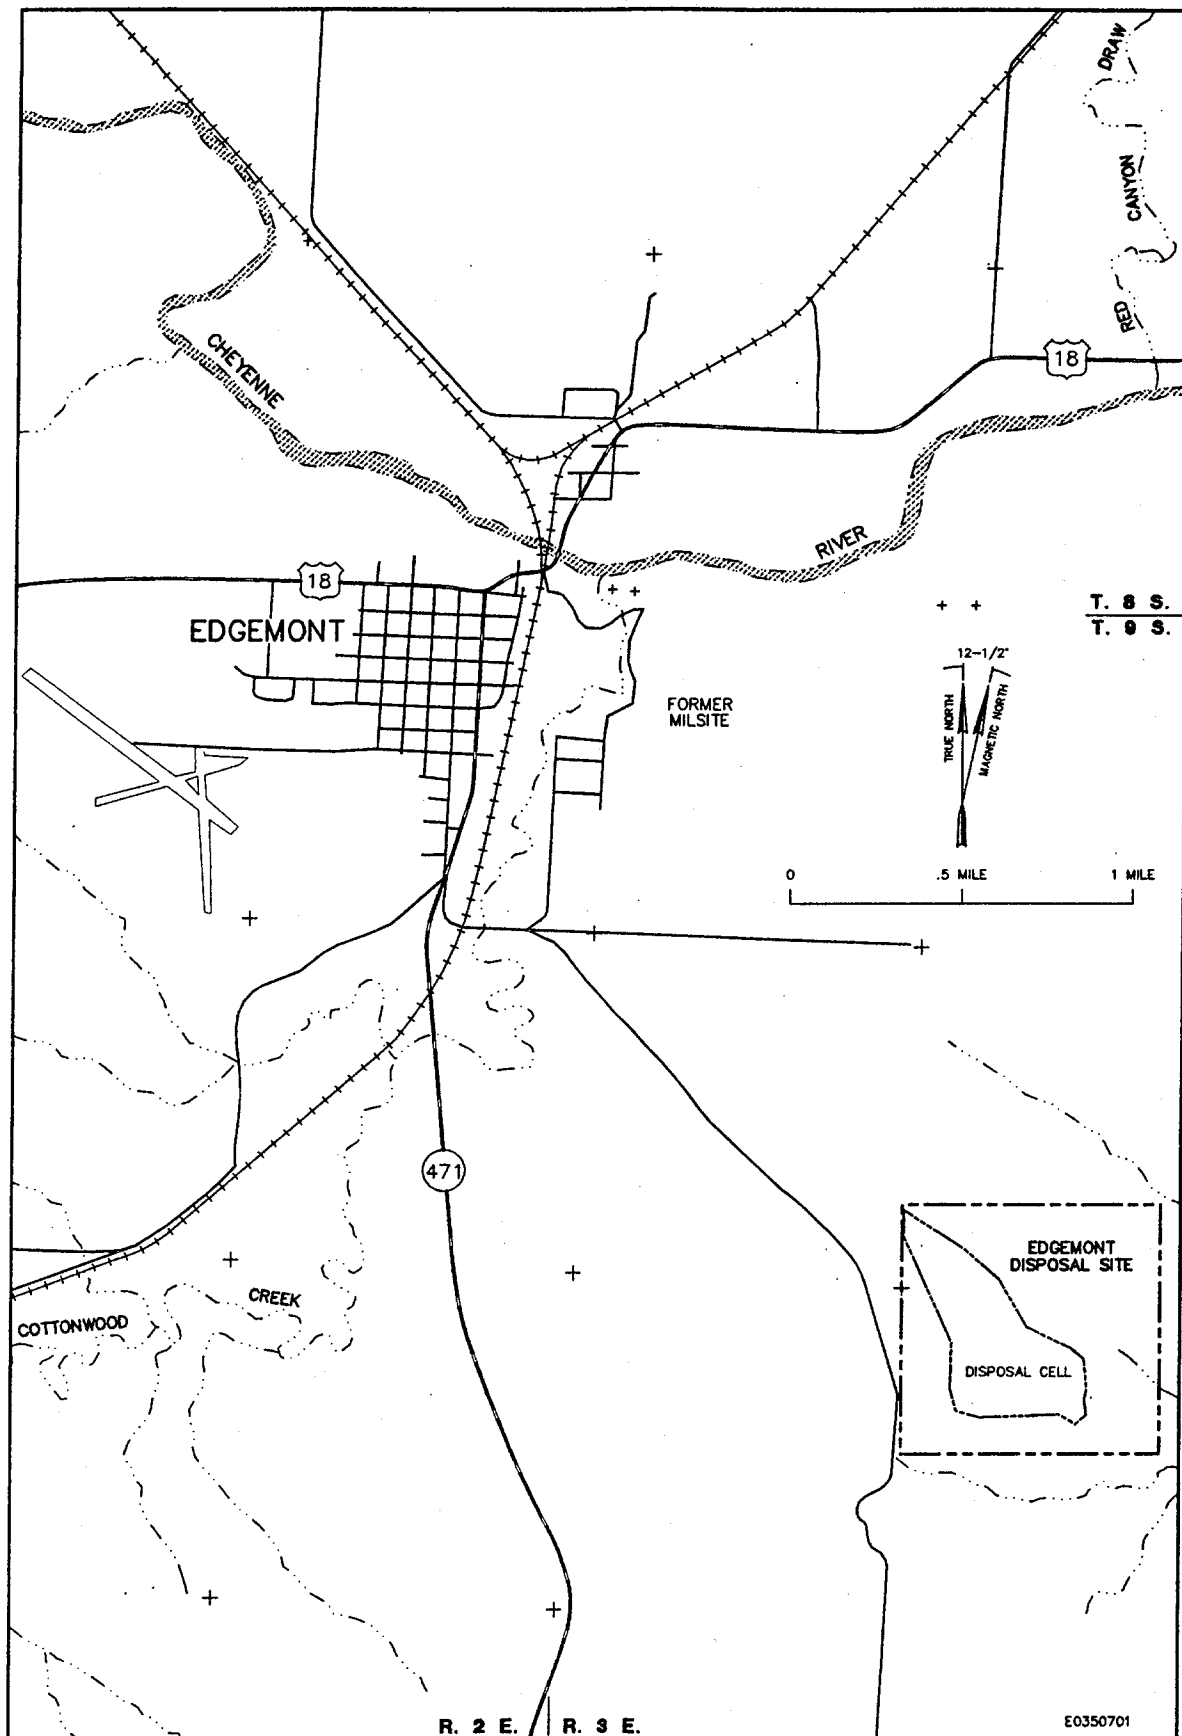 DRAW
CANYON
RED
18
CHEYENNE
RIVER
18
EDGEMONT
T. 8 S.
T. 9 S.
12-1/2°
TRUE NORTH
MAGNETIC NORTH
FORMER
MILSITE
0
.5 MILE
1 MILE
471
EDGEMONT
DISPOSAL SITE
DISPOSAL CELL
CREEK
COTTONWOOD
R. 2 E.
R. 3 E.
E0350701